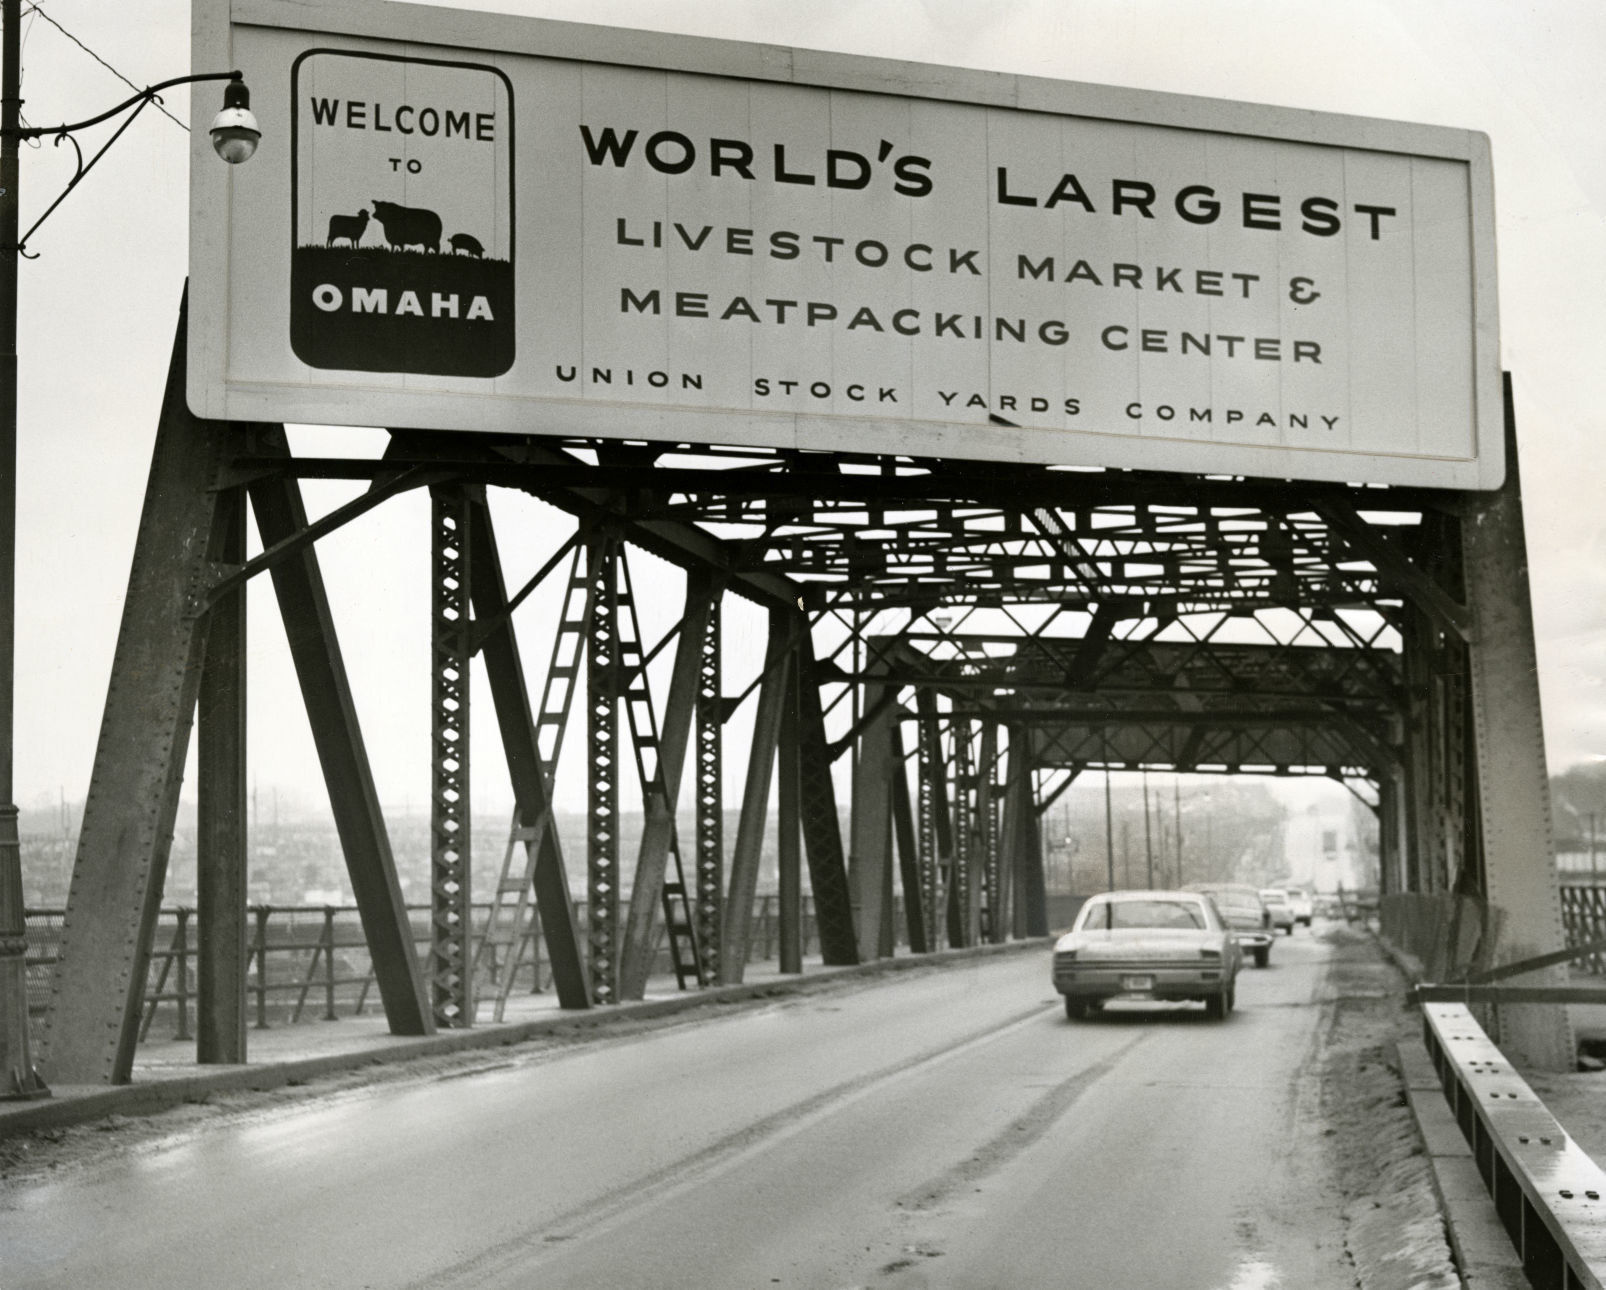 WELCOME
TO
OMAHA
WORLD'S LARGEST
LIVESTOCK MARKET &
MEATPACKING CENTER
UNION STOCK YARDS COMPANY